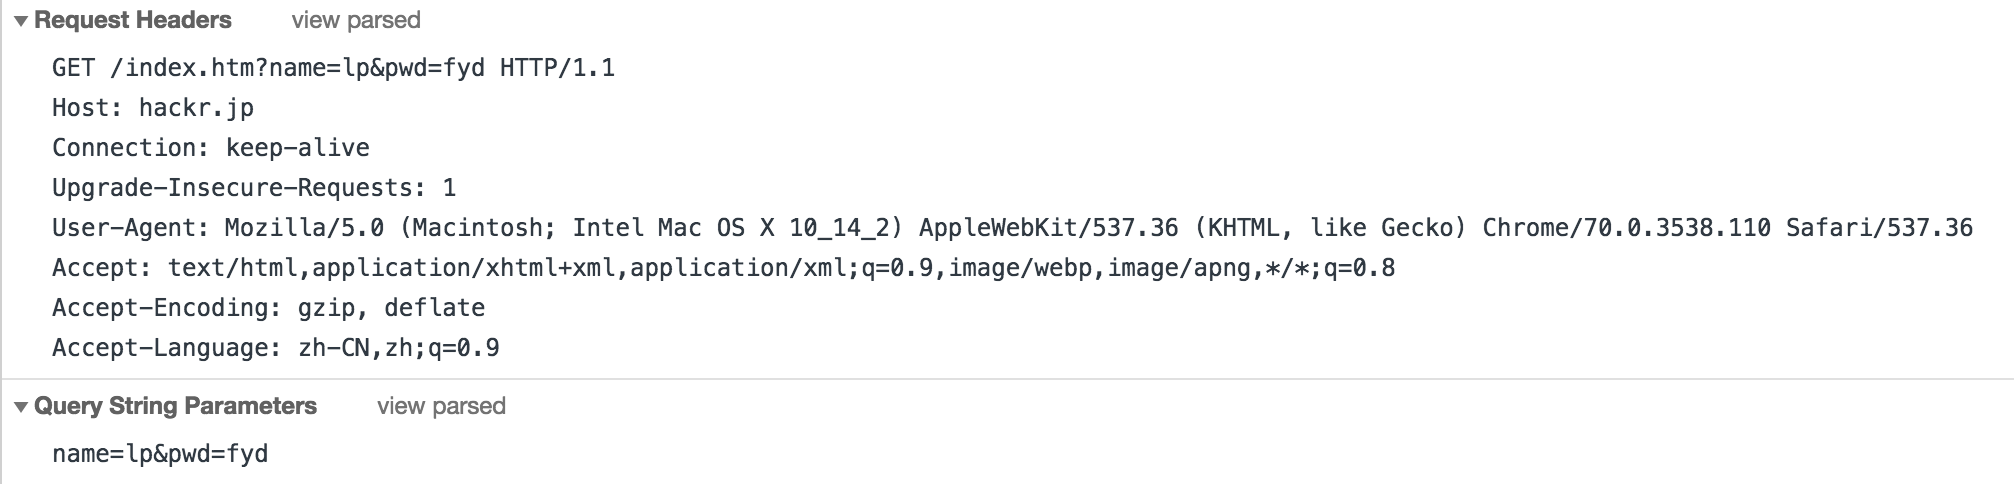 Request Headers view parsed
GET /index.htm?name=lp&pwd=fyd HTTP/1.1
Host: hackr.jp
Connection: keep-alive
Upgrade-Insecure-Requests: 1
User-Agent: Mozilla/5.0 (Macintosh; Intel Mac OS X 10_14_2) AppleWebKit/537.36 (KHTML, like Gecko) Chrome/70.0.3538.110 Safari/537.36
Accept: text/html,application/xhtml+xml,application/xml;q=0.9,image/webp,image/apng,*/*;q=0.8
Accept-Encoding: gzip, deflate
Accept-Language: zh-CN,zh;q=0.9
Query String Parameters view parsed
name=lp&pwd=fyd